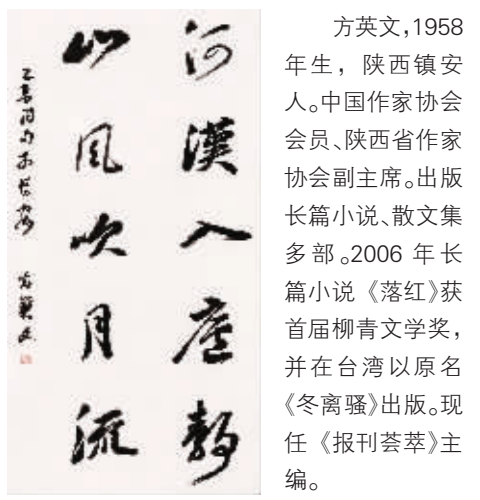 河漢入虛静
山風吹月流
方英文
方英文,1958
年生，陕西镇安
人。中国作家协会
会员、陕西省作家
协会副主席。出版
长篇小说、散文集
多部。2006 年长
篇小说《落红》获
首届柳青文学奖，
并在台湾以原名
《冬离骚》出版。现
任《报刊荟萃》主
编。